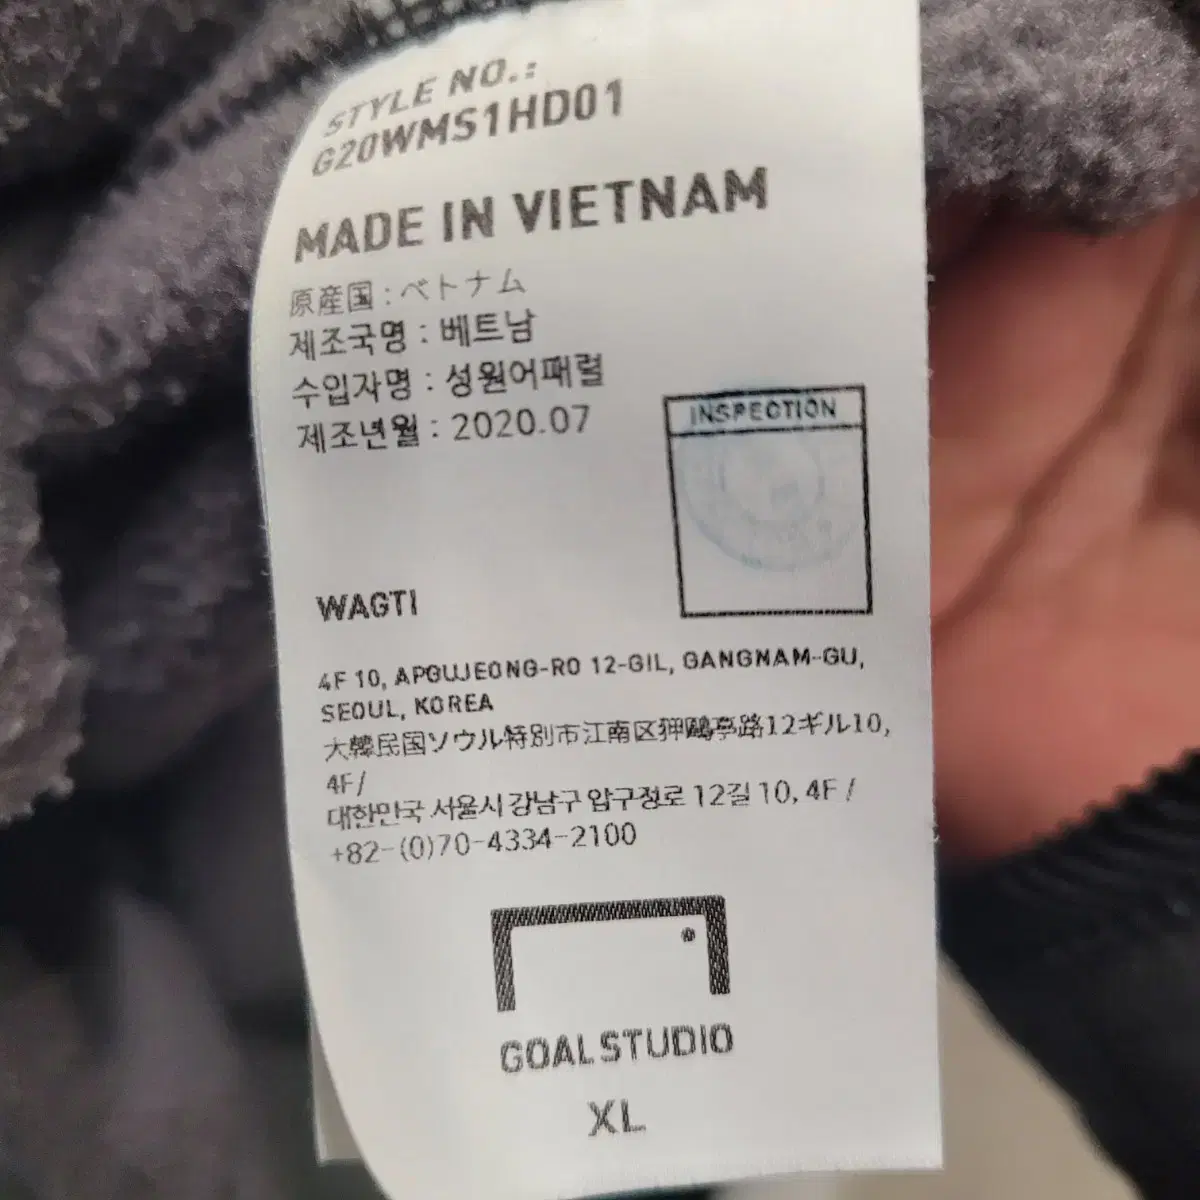 STYLE NO.:
G20WMS1HD01
MADE IN VIETNAM
原産国 : ベトナム
제조국명 : 베트남
수입자명 : 성원어패럴
제조년월 : 2020.07
INSPECTION
WAGTI
4F 10, APGUJEONG-RO 12-GIL, GANGNAM-GU,
SEOUL, KOREA
大韓民国ソウル特別市江南区狎鷗亭路12ギル10,
4F /
대한민국 서울시 강남구 압구정로 12길 10, 4F /
+82-(0)70-4334-2100
GOALSTUDIO
XL